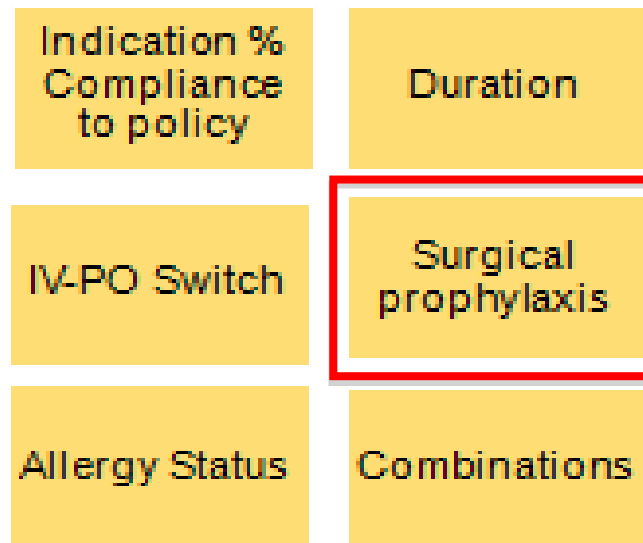 Indication %
Compliance
to policy
Duration
IV-PO Switch
Surgical
prophylaxis
Allergy Status
Combinations